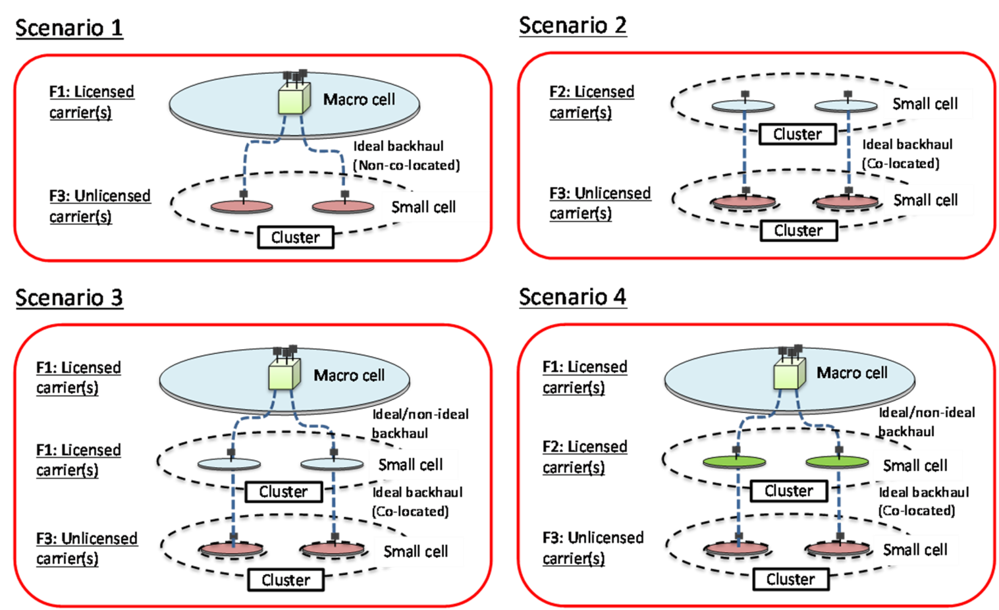 Scenario 1
F1: Licensed
carrier(s)
Macro cell
Ideal backhaul
(Non-co-located)
F3: Unlicensed
carrier(s)
Small cell
Cluster
Scenario 2
F2: Licensed
carrier(s)
Small cell
Cluster
Ideal backhaul
(Co-located)
F3: Unlicensed
carrier(s)
Small cell
Cluster
Scenario 3
F1: Licensed
carrier(s)
Macro cell
Ideal/non-ideal
backhaul
F1: Licensed
carrier(s)
Small cell
Cluster
Ideal backhaul
(Co-located)
F3: Unlicensed
carrier(s)
Small cell
Cluster
Scenario 4
F1: Licensed
carrier(s)
Macro cell
Ideal/non-ideal
backhaul
F2: Licensed
carrier(s)
Small cell
Cluster
Ideal backhaul
(Co-located)
F3: Unlicensed
carrier(s)
Small cell
Cluster